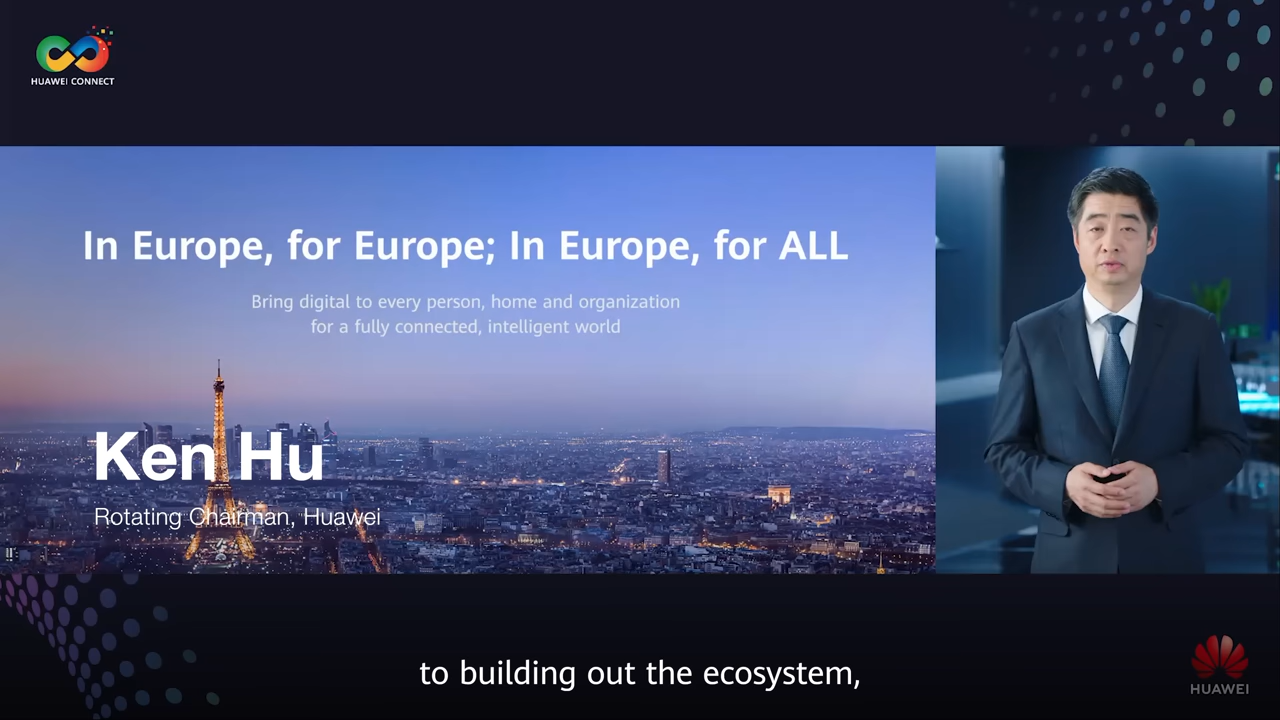 HUAWEI CONNECT
In Europe, for Europe; In Europe, for ALL
Bring digital to every person, home and organization
for a fully connected, intelligent world
Ken Hu
Rotating Chairman, Huawei
to building out the ecosystem,
HUAWEI